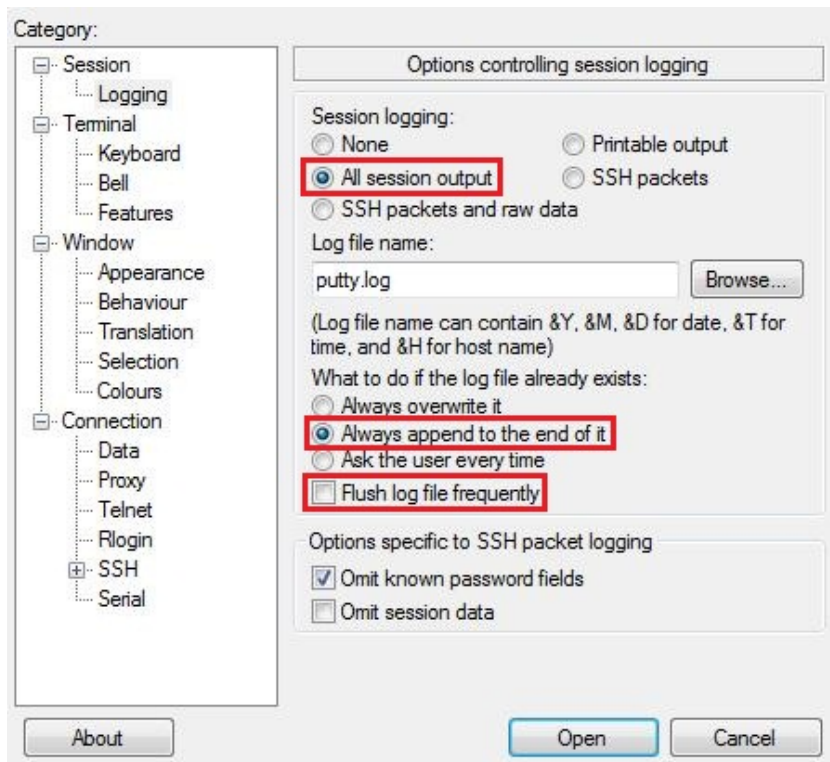 Category:
Session
Logging
Terminal
Keyboard
Bell
Features
Window
Appearance
Behaviour
Translation
Selection
Colours
Connection
Data
Proxy
Telnet
Rlogin
SSH
Serial
Options controlling session logging
Session logging:
None
Printable output
All session output
SSH packets
SSH packets and raw data
Log file name:
putty.log
Browse...
(Log file name can contain &Y, &M, &D for date, &T for
time, and &H for host name)
What to do if the log file already exists:
Always overwrite it
Always append to the end of it
Ask the user every time
Flush log file frequently
Options specific to SSH packet logging
Omit known password fields
Omit session data
About
Open
Cancel